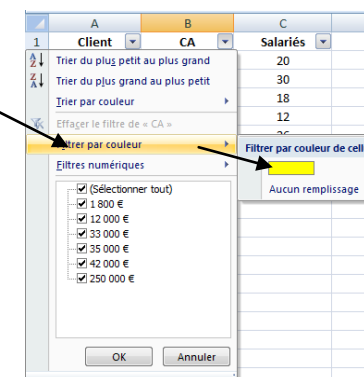 A B C
1 Client CA Salariés
Trier du plus petit au plus grand 20
Trier du plus grand au plus petit 30
Trier par couleur 18
Effacer le filtre de « CA » 12
Filtrer par couleur 26
Filtrer par couleur de cell
Filtres numériques
Aucun remplissage
(Sélectionner tout)
1 800 €
12 000 €
33 000 €
35 000 €
42 000 €
250 000 €
OK Annuler